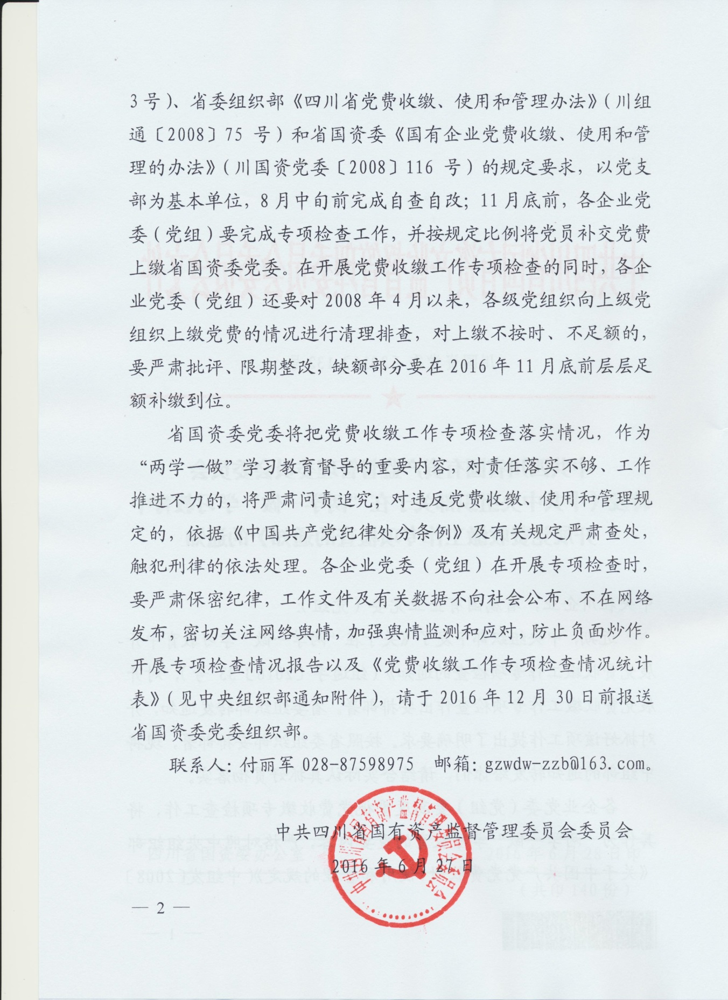 3号）、省委组织部《四川省党费收缴、使用和管理办法》（川组
通〔2008〕75 号）和省国资委《国有企业党费收缴、使用和管
理的办法》（川国资党委〔2008〕116 号）的规定要求，以党支
部为基本单位，8月中旬前完成自查自改；11月底前，各企业党
委（党组）要完成专项检查工作，并按规定比例将党员补交党费
上缴省国资委党委。在开展党费收缴工作专项检查的同时，各企
业党委（党组）还要对 2008 年 4 月以来，各级党组织向上级党
组织上缴党费的情况进行清理排查，对上缴不按时、不足额的，
要严肃批评、限期整改，缺额部分要在 2016 年 11 月底前层层足
额补缴到位。
省国资委党委将把党费收缴工作专项检查落实情况，作为
“两学一做”学习教育督导的重要内容，对责任落实不够、工作
推进不力的，将严肃问责追究；对违反党费收缴、使用和管理规
定的，依据《中国共产党纪律处分条例》及有关规定严肃查处，
触犯刑律的依法处理。各企业党委（党组）在开展专项检查时，
要严肃保密纪律，工作文件及有关数据不向社会公布、不在网络
发布，密切关注网络舆情，加强舆情监测和应对，防止负面炒作。
开展专项检查情况报告以及《党费收缴工作专项检查情况统计
表》（见中央组织部通知附件），请于 2016 年 12 月 30 日前报送
省国资委党委组织部。
联系人：付丽军 028-87598975 邮箱：gzwdw-zzb@163.com。
中共四川省国有资产监督管理委员会委员会
2016 年 6 月 27 日
中共四川省国有资产监督管理委员会委员会
— 2 —